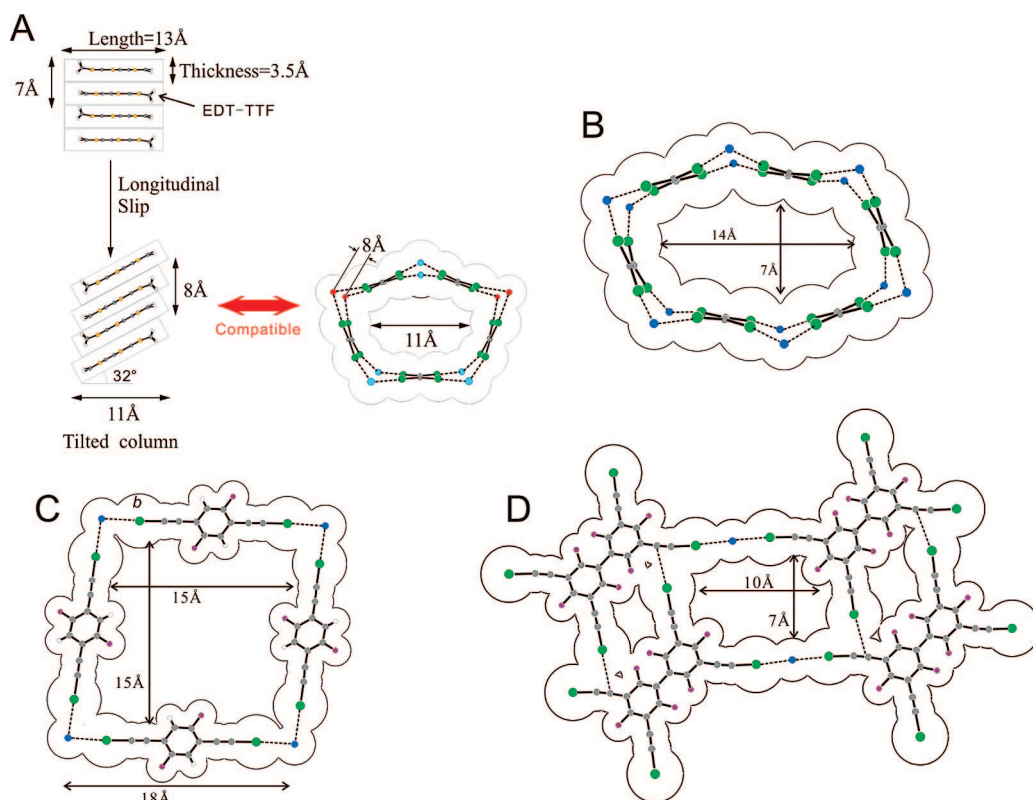 A
Length=13Å
7Å
Thickness=3.5Å
EDT-TTF
Longitudinal
Slip
8Å
32°
11Å
Tilted column
Compatible
8Å
11Å
B
14Å
7Å
C
b
15Å
15Å
18Å
D
10Å
7Å